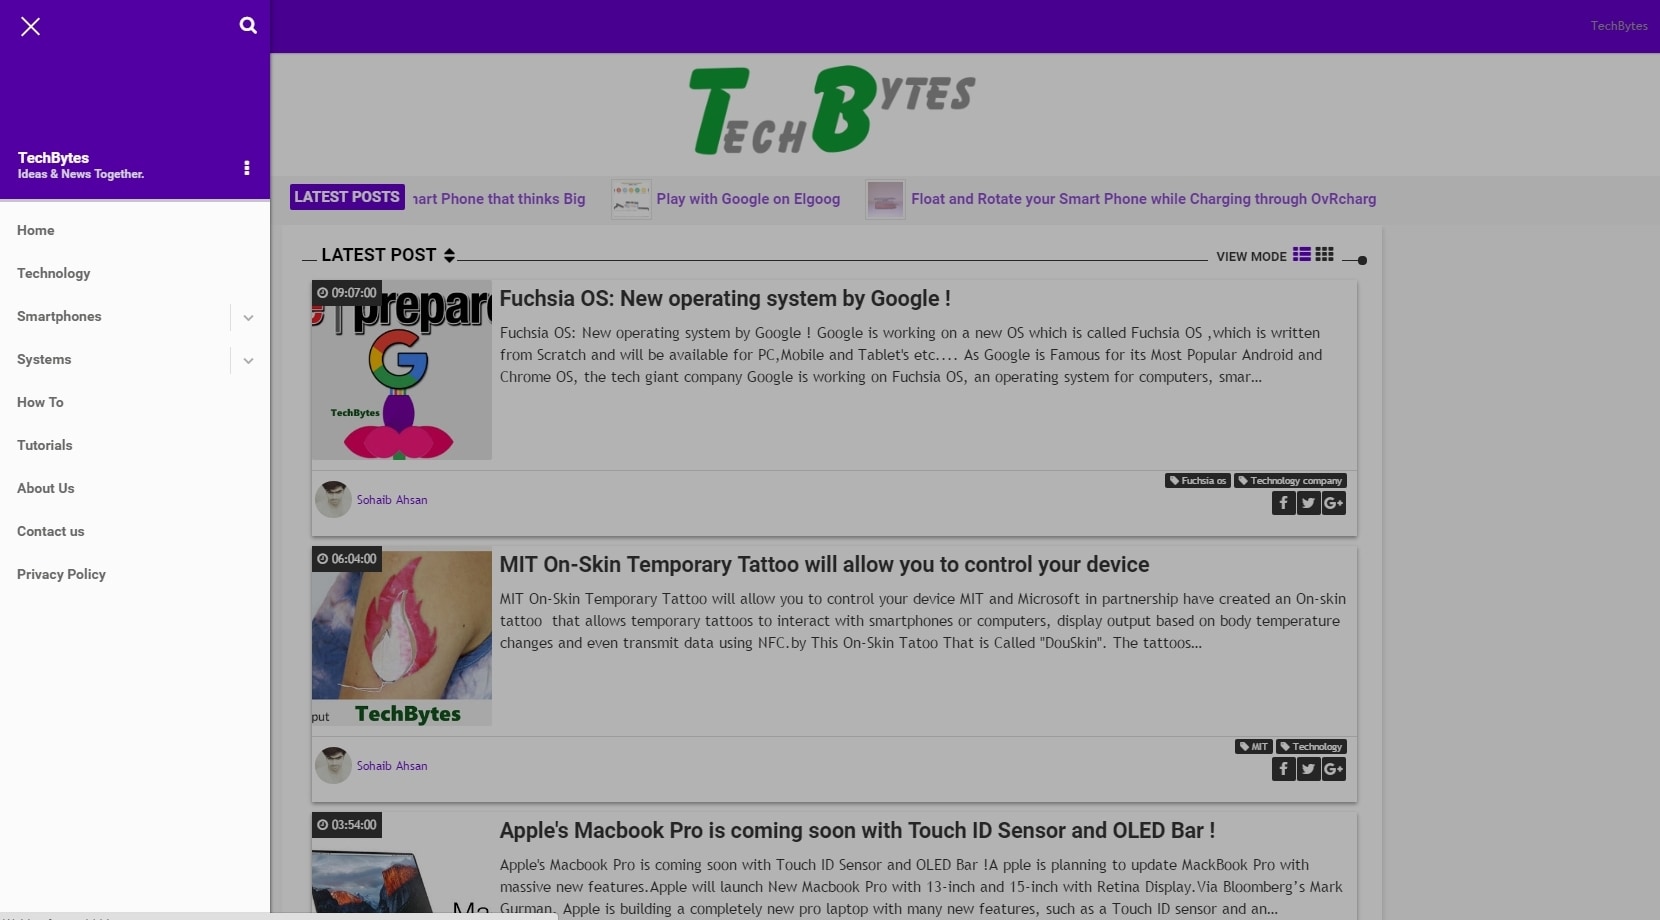 TechBytes
TechBytes
Ideas & News Together.
Home
Technology
Smartphones
Systems
How To
Tutorials
About Us
Contact us
Privacy Policy
TECH BYTES
LATEST POSTS
Phone that thinks Big
Play with Google on Elgoog
Float and Rotate your Smart Phone while Charging through OvRcharg
LATEST POST
VIEW MODE
09:07:00
prepare
TechBytes
Fuchsia OS: New operating system by Google !
Fuchsia OS: New operating system by Google ! Google is working on a new OS which is called Fuchsia OS ,which is written
from Scratch and will be available for PC,Mobile and Tablet's etc.... As Google is Famous for its Most Popular Android and
Chrome OS, the tech giant company Google is working on Fuchsia OS, an operating system for computers, smar...
Fuchsia os
Technology company
Sohaib Ahsan
06:04:00
put
TechBytes
MIT On-Skin Temporary Tattoo will allow you to control your device
MIT On-Skin Temporary Tattoo will allow you to control your device MIT and Microsoft in partnership have created an On-skin
tattoo that allows temporary tattoos to interact with smartphones or computers, display output based on body temperature
changes and even transmit data using NFC.by This On-Skin Tatoo That is Called "DouSkin". The tattoos...
MIT
Technology
Sohaib Ahsan
03:54:00
Ma
Apple's Macbook Pro is coming soon with Touch ID Sensor and OLED Bar !
Apple's Macbook Pro is coming soon with Touch ID Sensor and OLED Bar !A pple is planning to update MackBook Pro with
massive new features.Apple will launch New Macbook Pro with 13-inch and 15-inch with Retina Display.Via Bloomberg's Mark
Gurman, Apple is building a completely new pro laptop with many new features, such as a Touch ID sensor and an...